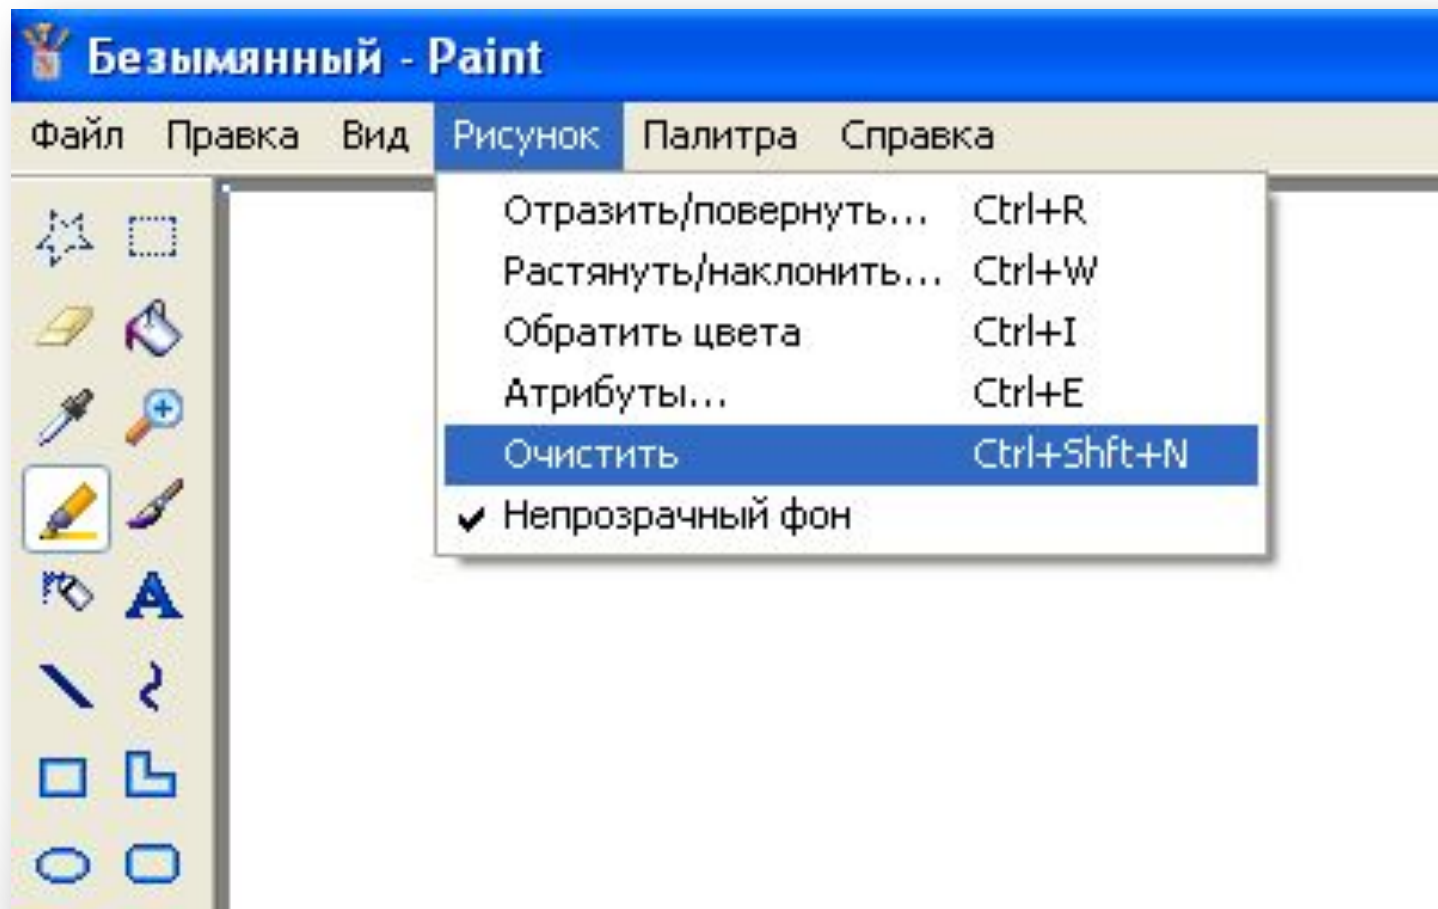 Безымянный - Paint
Файл Правка Вид Рисунок Палитра Справка
Отразить/повернуть... Ctrl+R
Растянуть/наклонить... Ctrl+W
Обратить цвета Ctrl+I
Атрибуты... Ctrl+E
Очистить Ctrl+Shft+N
Непрозрачный фон
A